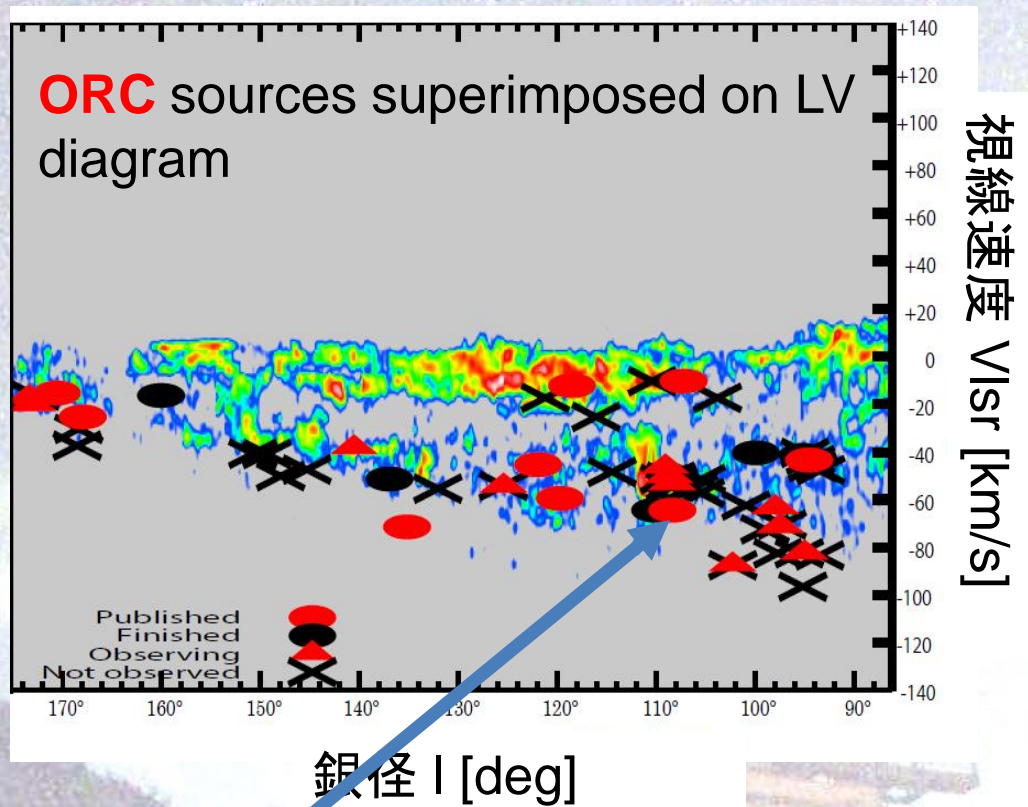 ORC sources superimposed on LV
diagram
+140
+120
+100
+80
+60
+40
+20
0
-20
-40
-60
-80
-100
-120
-140
視線速度 Vlsr [km/s]
Published
Finished
Observing
Not observed
170° 160° 150° 140° 130° 120° 110° 100° 90°
銀径 l [deg]